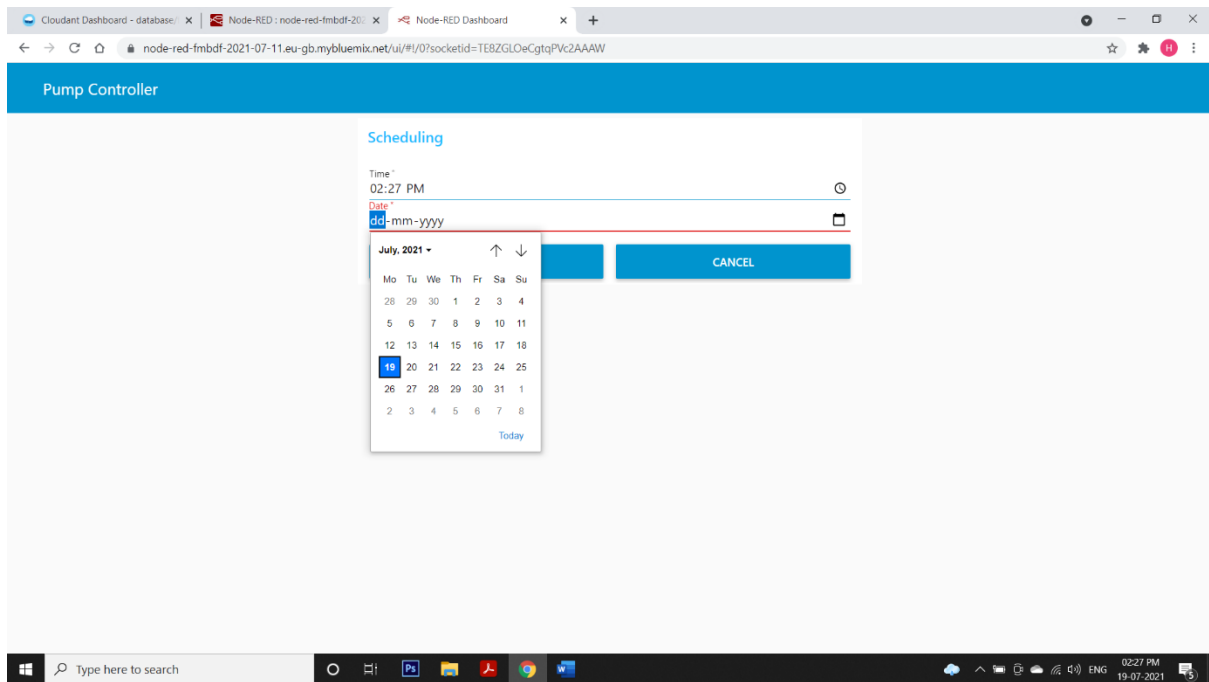 Cloudant Dashboard - database/
Node-RED : node-red-fmbdf-202
Node-RED Dashboard
node-red-fmbdf-2021-07-11.eu-gb.mybluemix.net/ui/#!/0?socketid=TE8ZGLOeCgtqPVc2AAAW
H
Pump Controller
Scheduling
Time *
02:27 PM
Date *
dd-mm-yyyy
CANCEL
July, 2021
Mo Tu We Th Fr Sa Su
28 29 30 1 2 3 4
5 6 7 8 9 10 11
12 13 14 15 16 17 18
19 20 21 22 23 24 25
26 27 28 29 30 31 1
2 3 4 5 6 7 8
Today
Type here to search
Ps
W
ENG
02:27 PM
19-07-2021
5